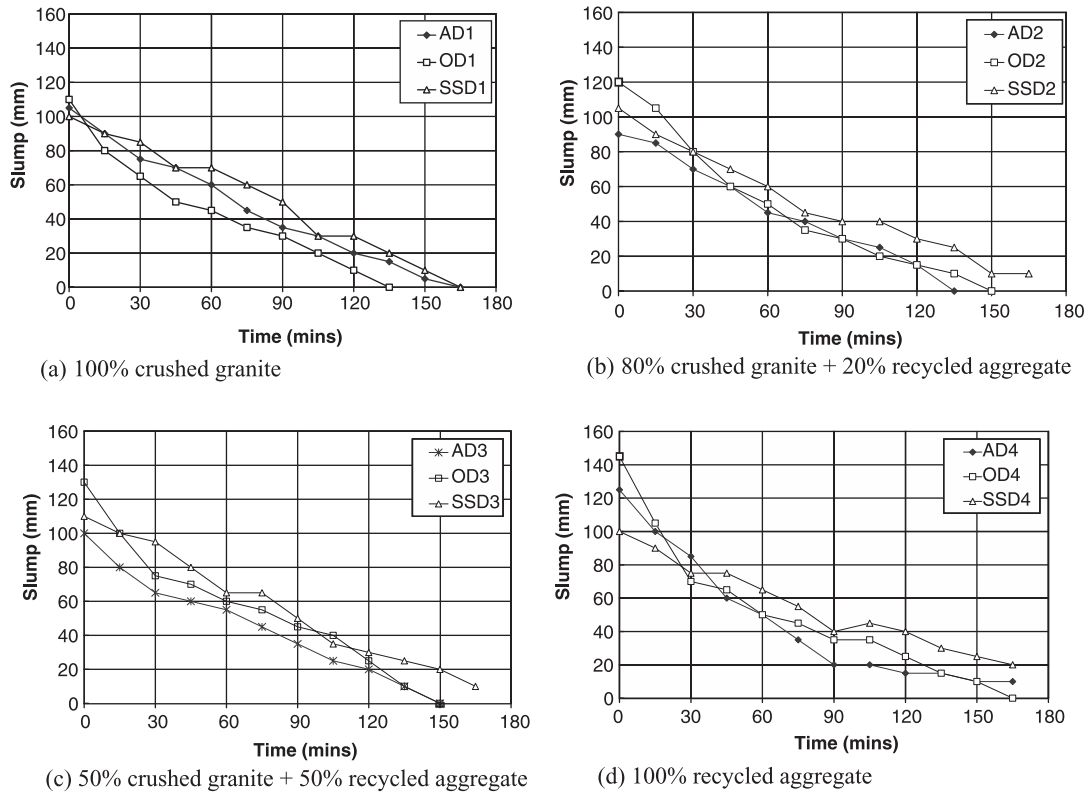 160
140
120
100
80
60
40
20
0
Slump (mm)
AD1
OD1
SSD1
0 30 60 90 120 150 180
Time (mins)
(a) 100% crushed granite
160
140
120
100
80
60
40
20
0
Slump (mm)
AD2
OD2
SSD2
0 30 60 90 120 150 180
Time (mins)
(b) 80% crushed granite + 20% recycled aggregate
160
140
120
100
80
60
40
20
0
Slump (mm)
AD3
OD3
SSD3
0 30 60 90 120 150 180
Time (mins)
(c) 50% crushed granite + 50% recycled aggregate
160
140
120
100
80
60
40
20
0
Slump (mm)
AD4
OD4
SSD4
0 30 60 90 120 150 180
Time (mins)
(d) 100% recycled aggregate